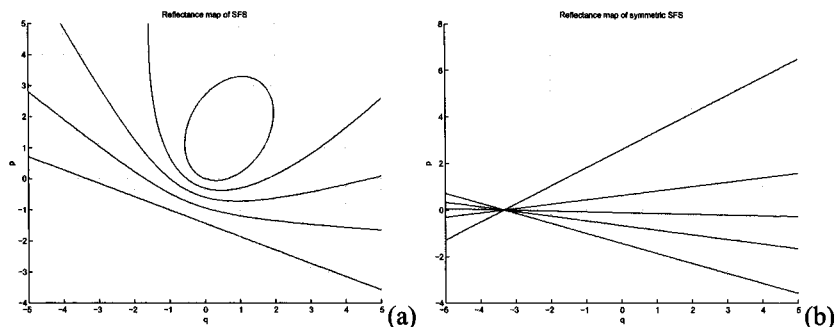 Reflectance map of SFS
5
4
3
2
1
0
-1
-2
-3
-4
p
-5 -4 -3 -2 -1 0 1 2 3 4 5
q
(a)
Reflectance map of symmetric SFS
8
6
4
2
0
-2
-4
p
-6 -5 -4 -3 -2 -1 0 1 2 3 4 5
q
(b)